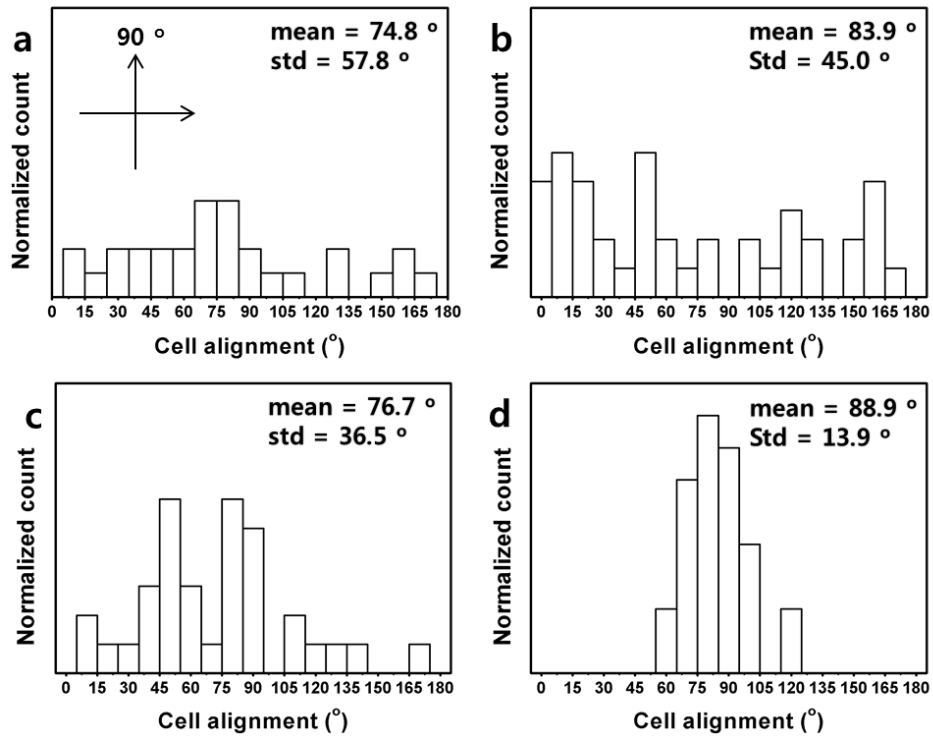 a
90 °
mean = 74.8 °
std = 57.8 °
Normalized count
0 15 30 45 60 75 90 105 120 135 150 165 180
Cell alignment (°)
b
mean = 83.9 °
Std = 45.0 °
Normalized count
0 15 30 45 60 75 90 105 120 135 150 165 180
Cell alignment (°)
c
mean = 76.7 °
std = 36.5 °
Normalized count
0 15 30 45 60 75 90 105 120 135 150 165 180
Cell alignment (°)
d
mean = 88.9 °
Std = 13.9 °
Normalized count
0 15 30 45 60 75 90 105 120 135 150 165 180
Cell alignment (°)